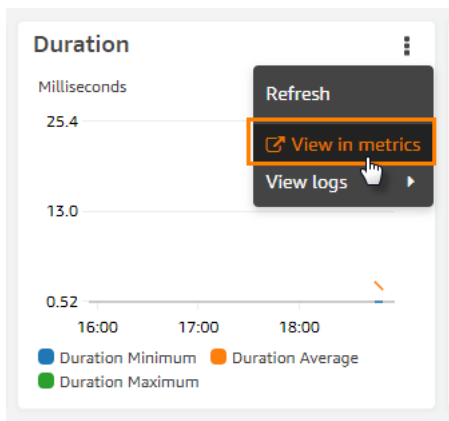 Duration
Milliseconds
Refresh
25.4
View in metrics
View logs
13.0
0.52
16:00 17:00 18:00
Duration Minimum Duration Average
Duration Maximum